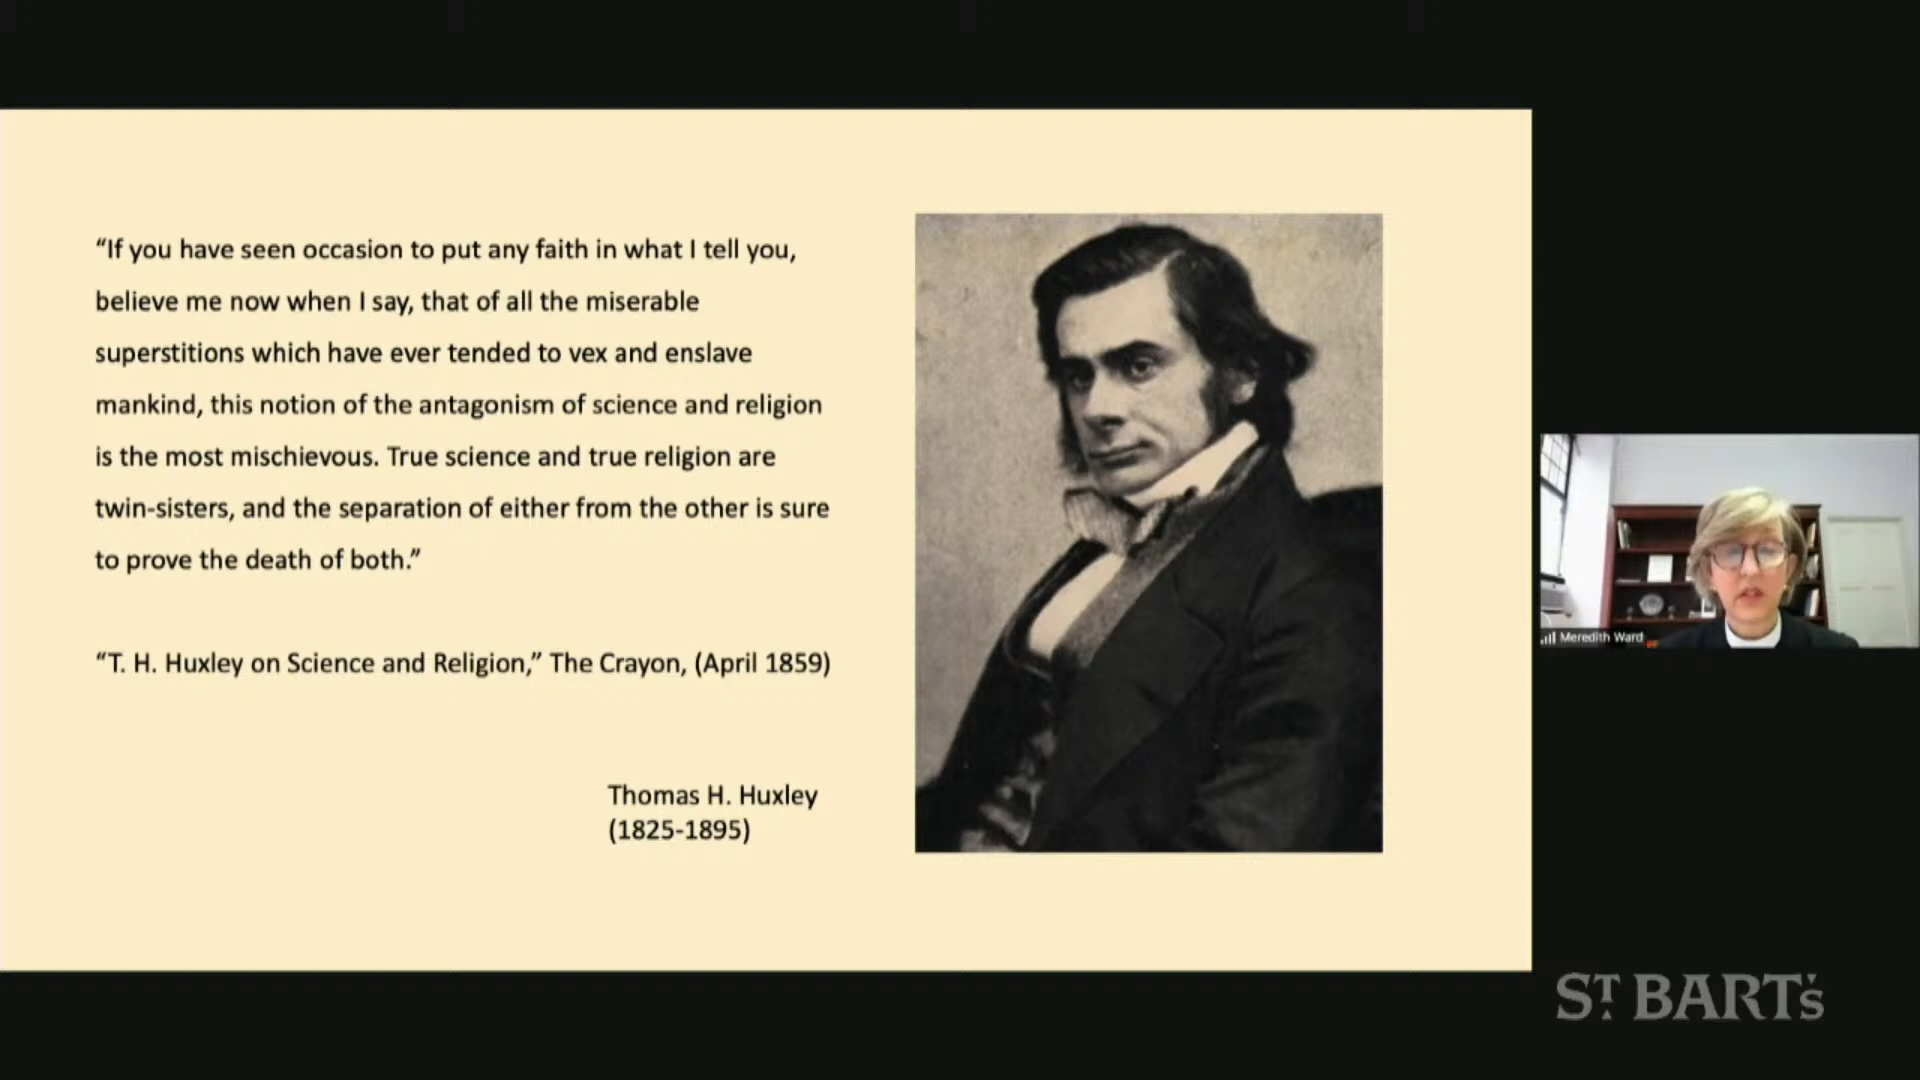 “If you have seen occasion to put any faith in what I tell you,
believe me now when I say, that of all the miserable
superstitions which have ever tended to vex and enslave
mankind, this notion of the antagonism of science and religion
is the most mischievous. True science and true religion are
twin-sisters, and the separation of either from the other is sure
to prove the death of both.”
“T. H. Huxley on Science and Religion,” The Crayon, (April 1859)
Thomas H. Huxley
(1825-1895)
Meredith Ward
ST BART's